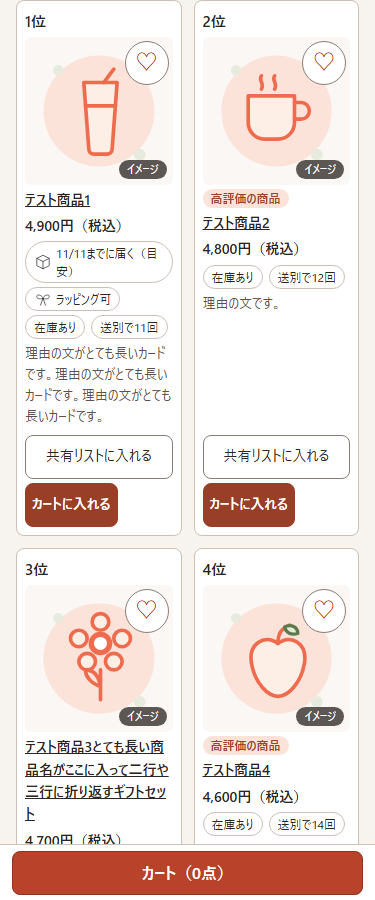 1位
イメージ
テスト商品1
4,900円（税込）
11/11までに届く（目
安）
ラッピング可
在庫あり
送別で11回
理由の文がとても長いカード
です。理由の文がとても長い
カードです。理由の文がとても
長いカードです。
共有リストに入れる
カートに入れる
2位
イメージ
高評価の商品
テスト商品2
4,800円（税込）
在庫あり
送別で12回
理由の文です。
共有リストに入れる
カートに入れる
3位
イメージ
テスト商品3とても長い商
品名がここに入って二行や
三行に折り返すギフトセッ
ト
4,700円（税込）
4位
イメージ
高評価の商品
テスト商品4
4,600円（税込）
在庫あり
送別で14回
カート（0点）